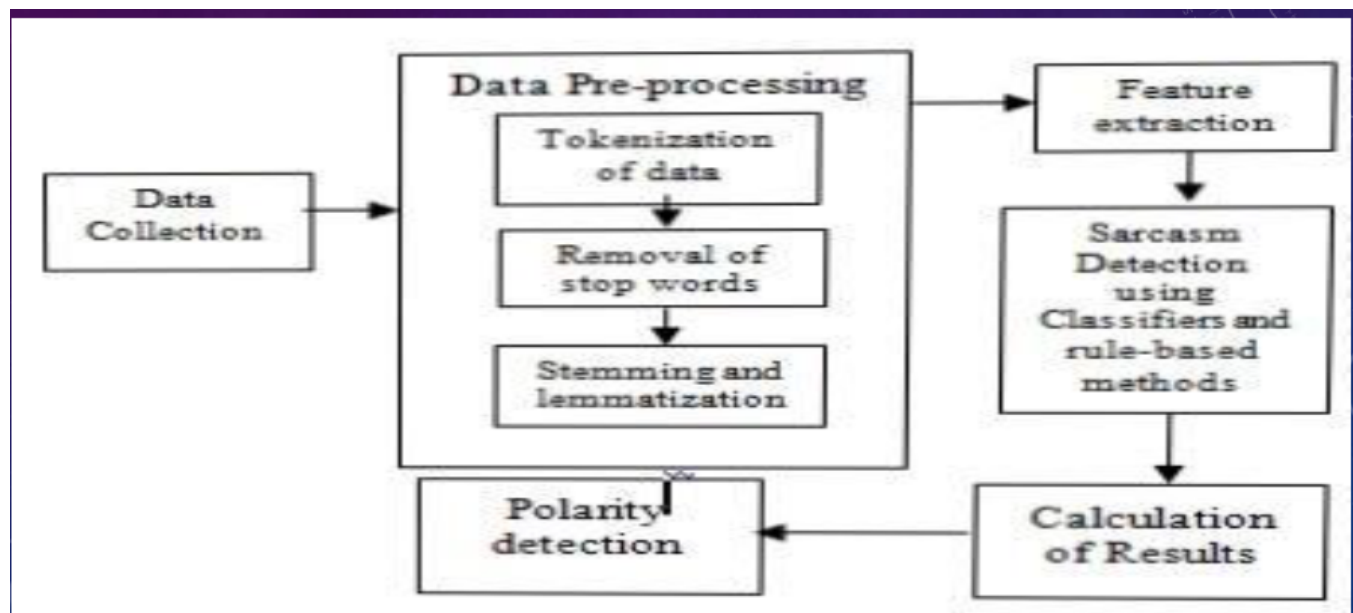 Data
Collection
Data Pre-processing
Tokenization
of data
Removal of
stop words
Stemming and
lemmatization
Feature
extraction
Sarcasm
Detection
using
Classifiers and
rule-based
methods
Calculation
of Results
Polarity
detection